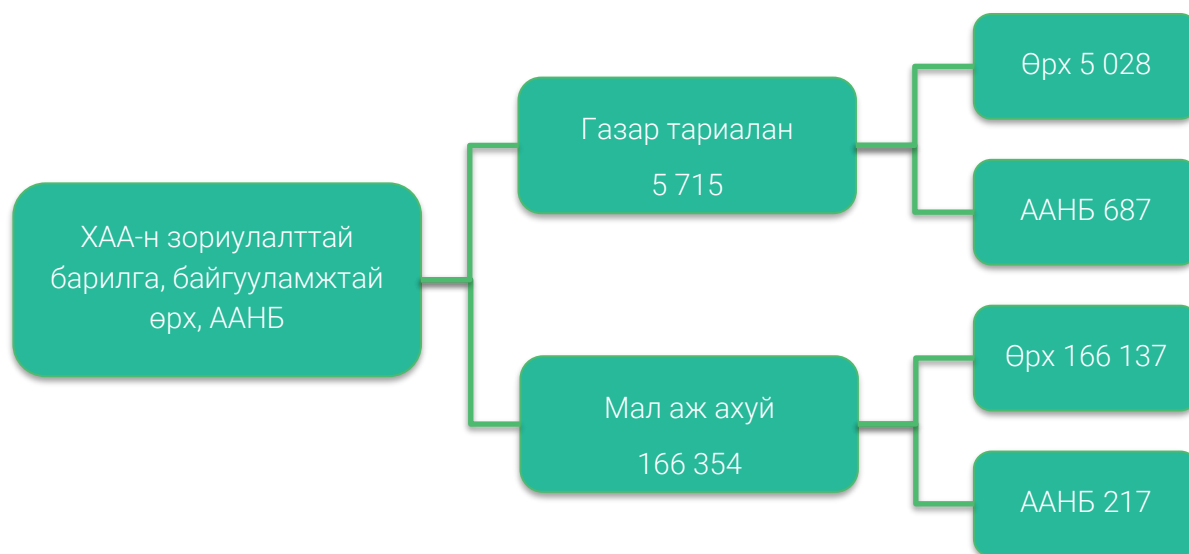 ХАА-н зориулалттай
барилга, байгууламжтай
өрх, ААНБ
Газар тариалан
5 715
Өрх 5 028
ААНБ 687
Мал аж ахуй
166 354
Өрх 166 137
ААНБ 217